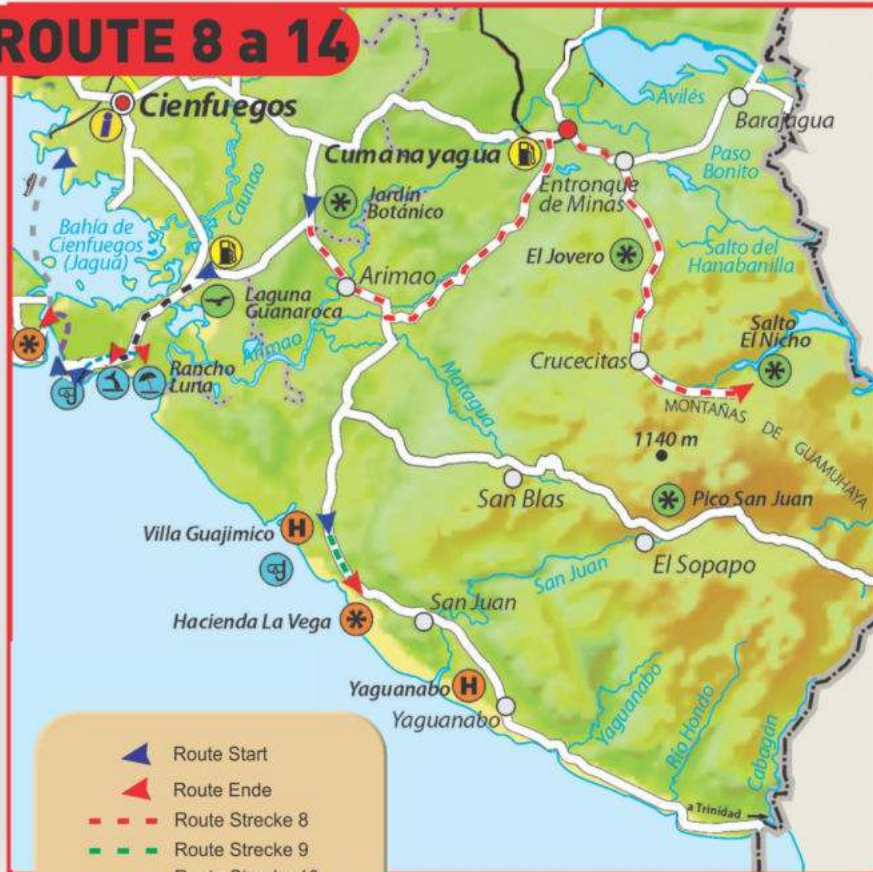 ROUTE 8 a 14
Cienfuegos
Avilés
Barajagua
Cumanayagua
Entronque
de Minas
Paso
Bonito
Caunao
Jardín
Botánico
Bahía de
Cienfuegos
(Jagua)
El Jovero
Salto del
Hanabanilla
Arimao
Laguna
Guanaroca
Arimao
Salto
El Nicho
Rancho
Luna
Crucecitas
Matagua
MONTAÑAS DE GUAMUHAYA
1140 m
San Blas
Pico San Juan
Villa Guajimico
H
El Sopapo
San Juan
San Juan
Hacienda La Vega
Yaguanabo
H
Yaguanabo
Yaguanabo
Río Hondo
Cabagan
a Trinidad
Route Start
Route Ende
Route Strecke 8
Route Strecke 9